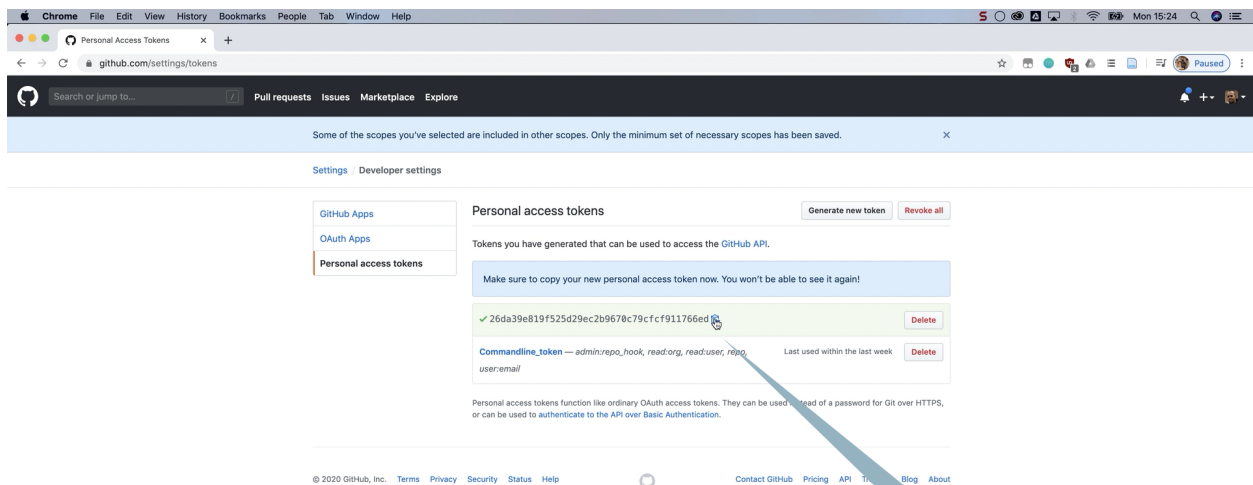 Chrome File Edit View History Bookmarks People Tab Window Help
Mon 15:24
Personal Access Tokens
github.com/settings/tokens
2
Paused
Search or jump to...
/
Pull requests Issues Marketplace Explore
Some of the scopes you've selected are included in other scopes. Only the minimum set of necessary scopes has been saved.
Settings / Developer settings
GitHub Apps
OAuth Apps
Personal access tokens
Personal access tokens
Generate new token
Revoke all
Tokens you have generated that can be used to access the GitHub API.
Make sure to copy your new personal access token now. You won't be able to see it again!
26da39e819f525d29ec2b9670c79cfcf911766ed
Delete
Commandline_token — admin:repo_hook, read:org, read:user, repo,
user:email
Last used within the last week
Delete
Personal access tokens function like ordinary OAuth access tokens. They can be used instead of a password for Git over HTTPS,
or can be used to authenticate to the API over Basic Authentication.
© 2020 GitHub, Inc. Terms Privacy Security Status Help
Contact GitHub Pricing API Blog About